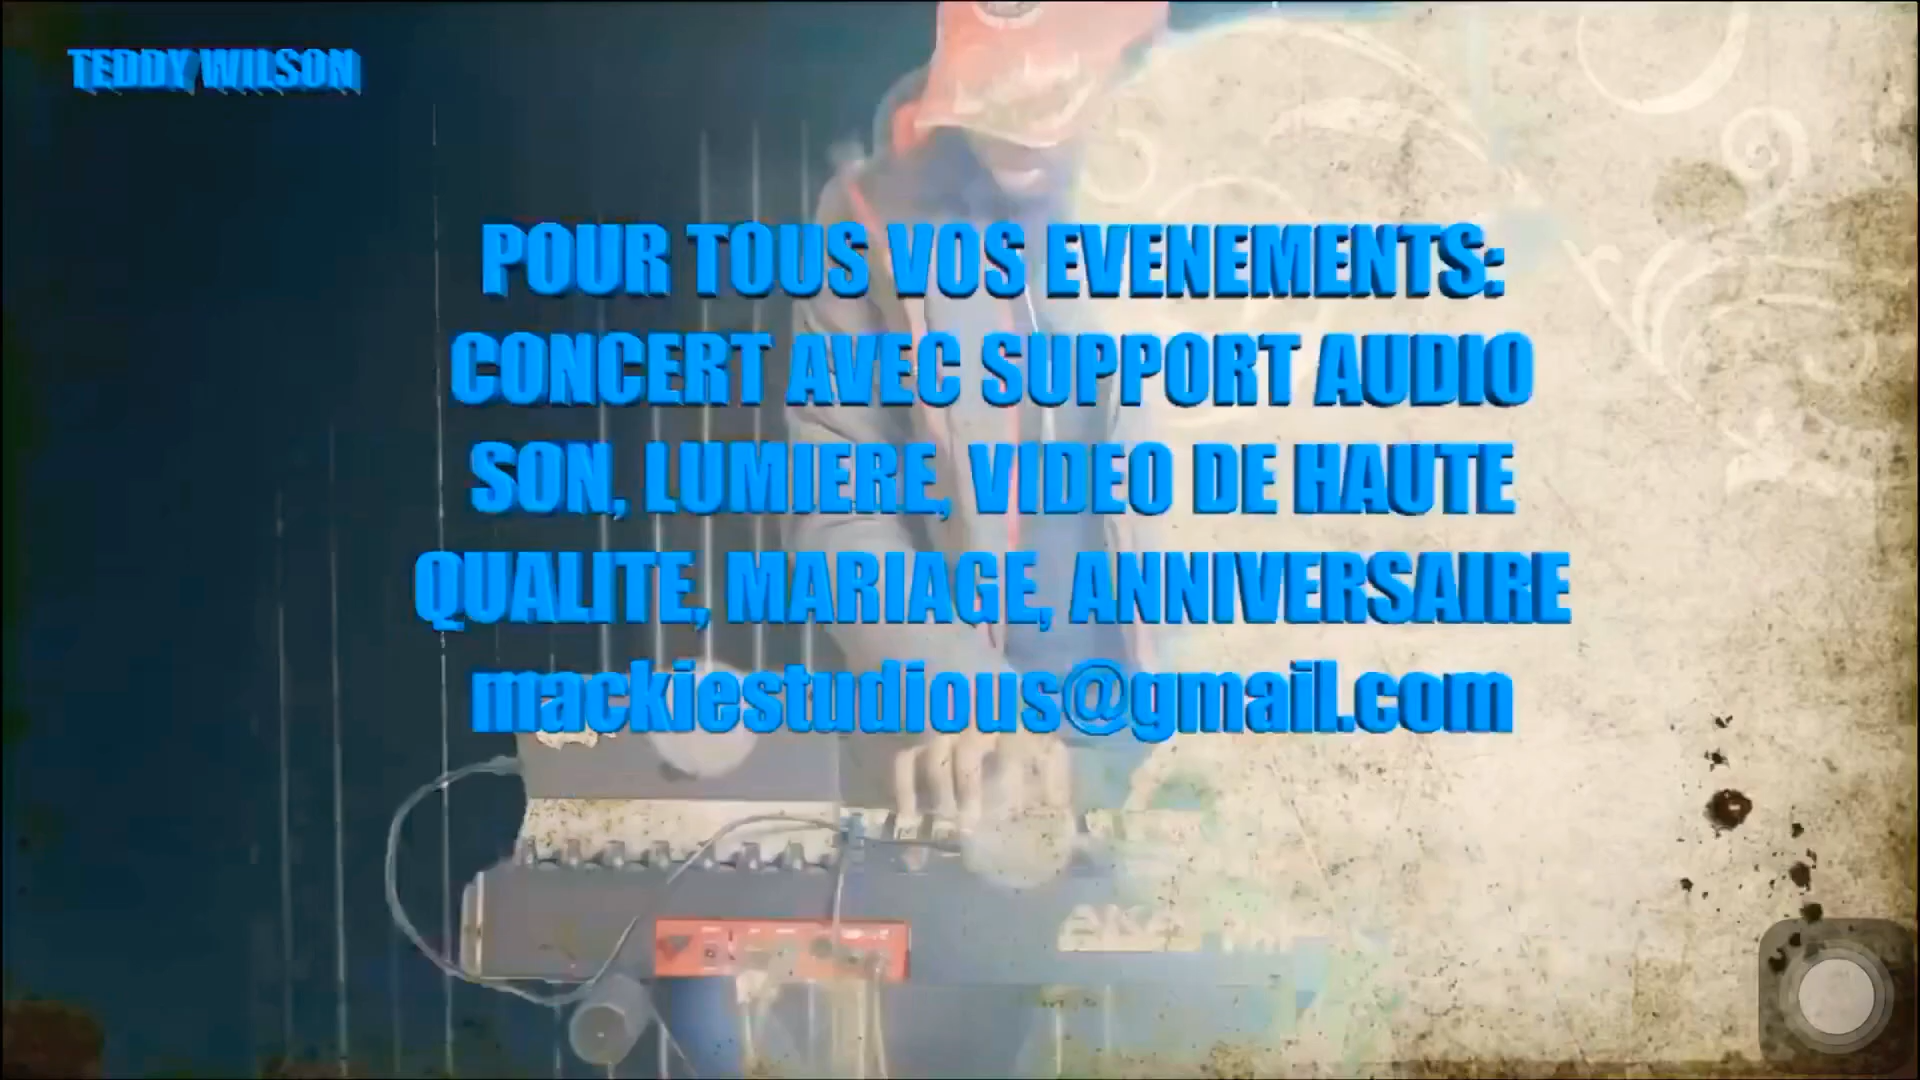 TEDDY WILSON
POUR TOUS VOS EVENEMENTS:
CONCERT AVEC SUPPORT AUDIO
SON, LUMIERE, VIDEO DE HAUTE
QUALITE, MARIAGE, ANNIVERSAIRE
mackiestudious@gmail.com
AKAI